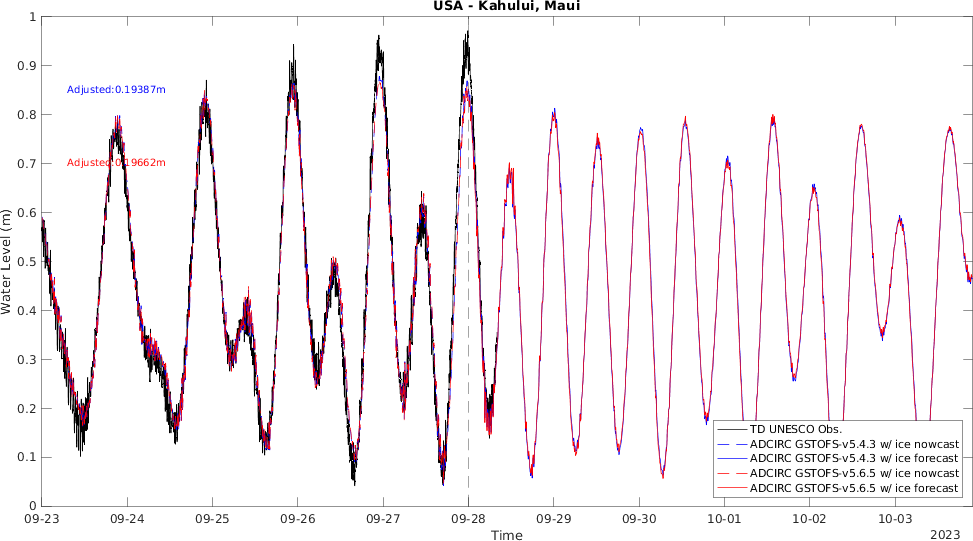 USA - Kahului, Maui
1
0.9
0.8
0.7
0.6
0.5
0.4
0.3
0.2
0.1
0
Water Level (m)
Adjusted:0.19387m
Adjusted:0.19662m
TD UNESCO Obs.
ADCIRC GSTOFS-v5.4.3 w/ ice nowcast
ADCIRC GSTOFS-v5.4.3 w/ ice forecast
ADCIRC GSTOFS-v5.6.5 w/ ice nowcast
ADCIRC GSTOFS-v5.6.5 w/ ice forecast
09-23 09-24 09-25 09-26 09-27 09-28 09-29 09-30 10-01 10-02 10-03
Time
2023